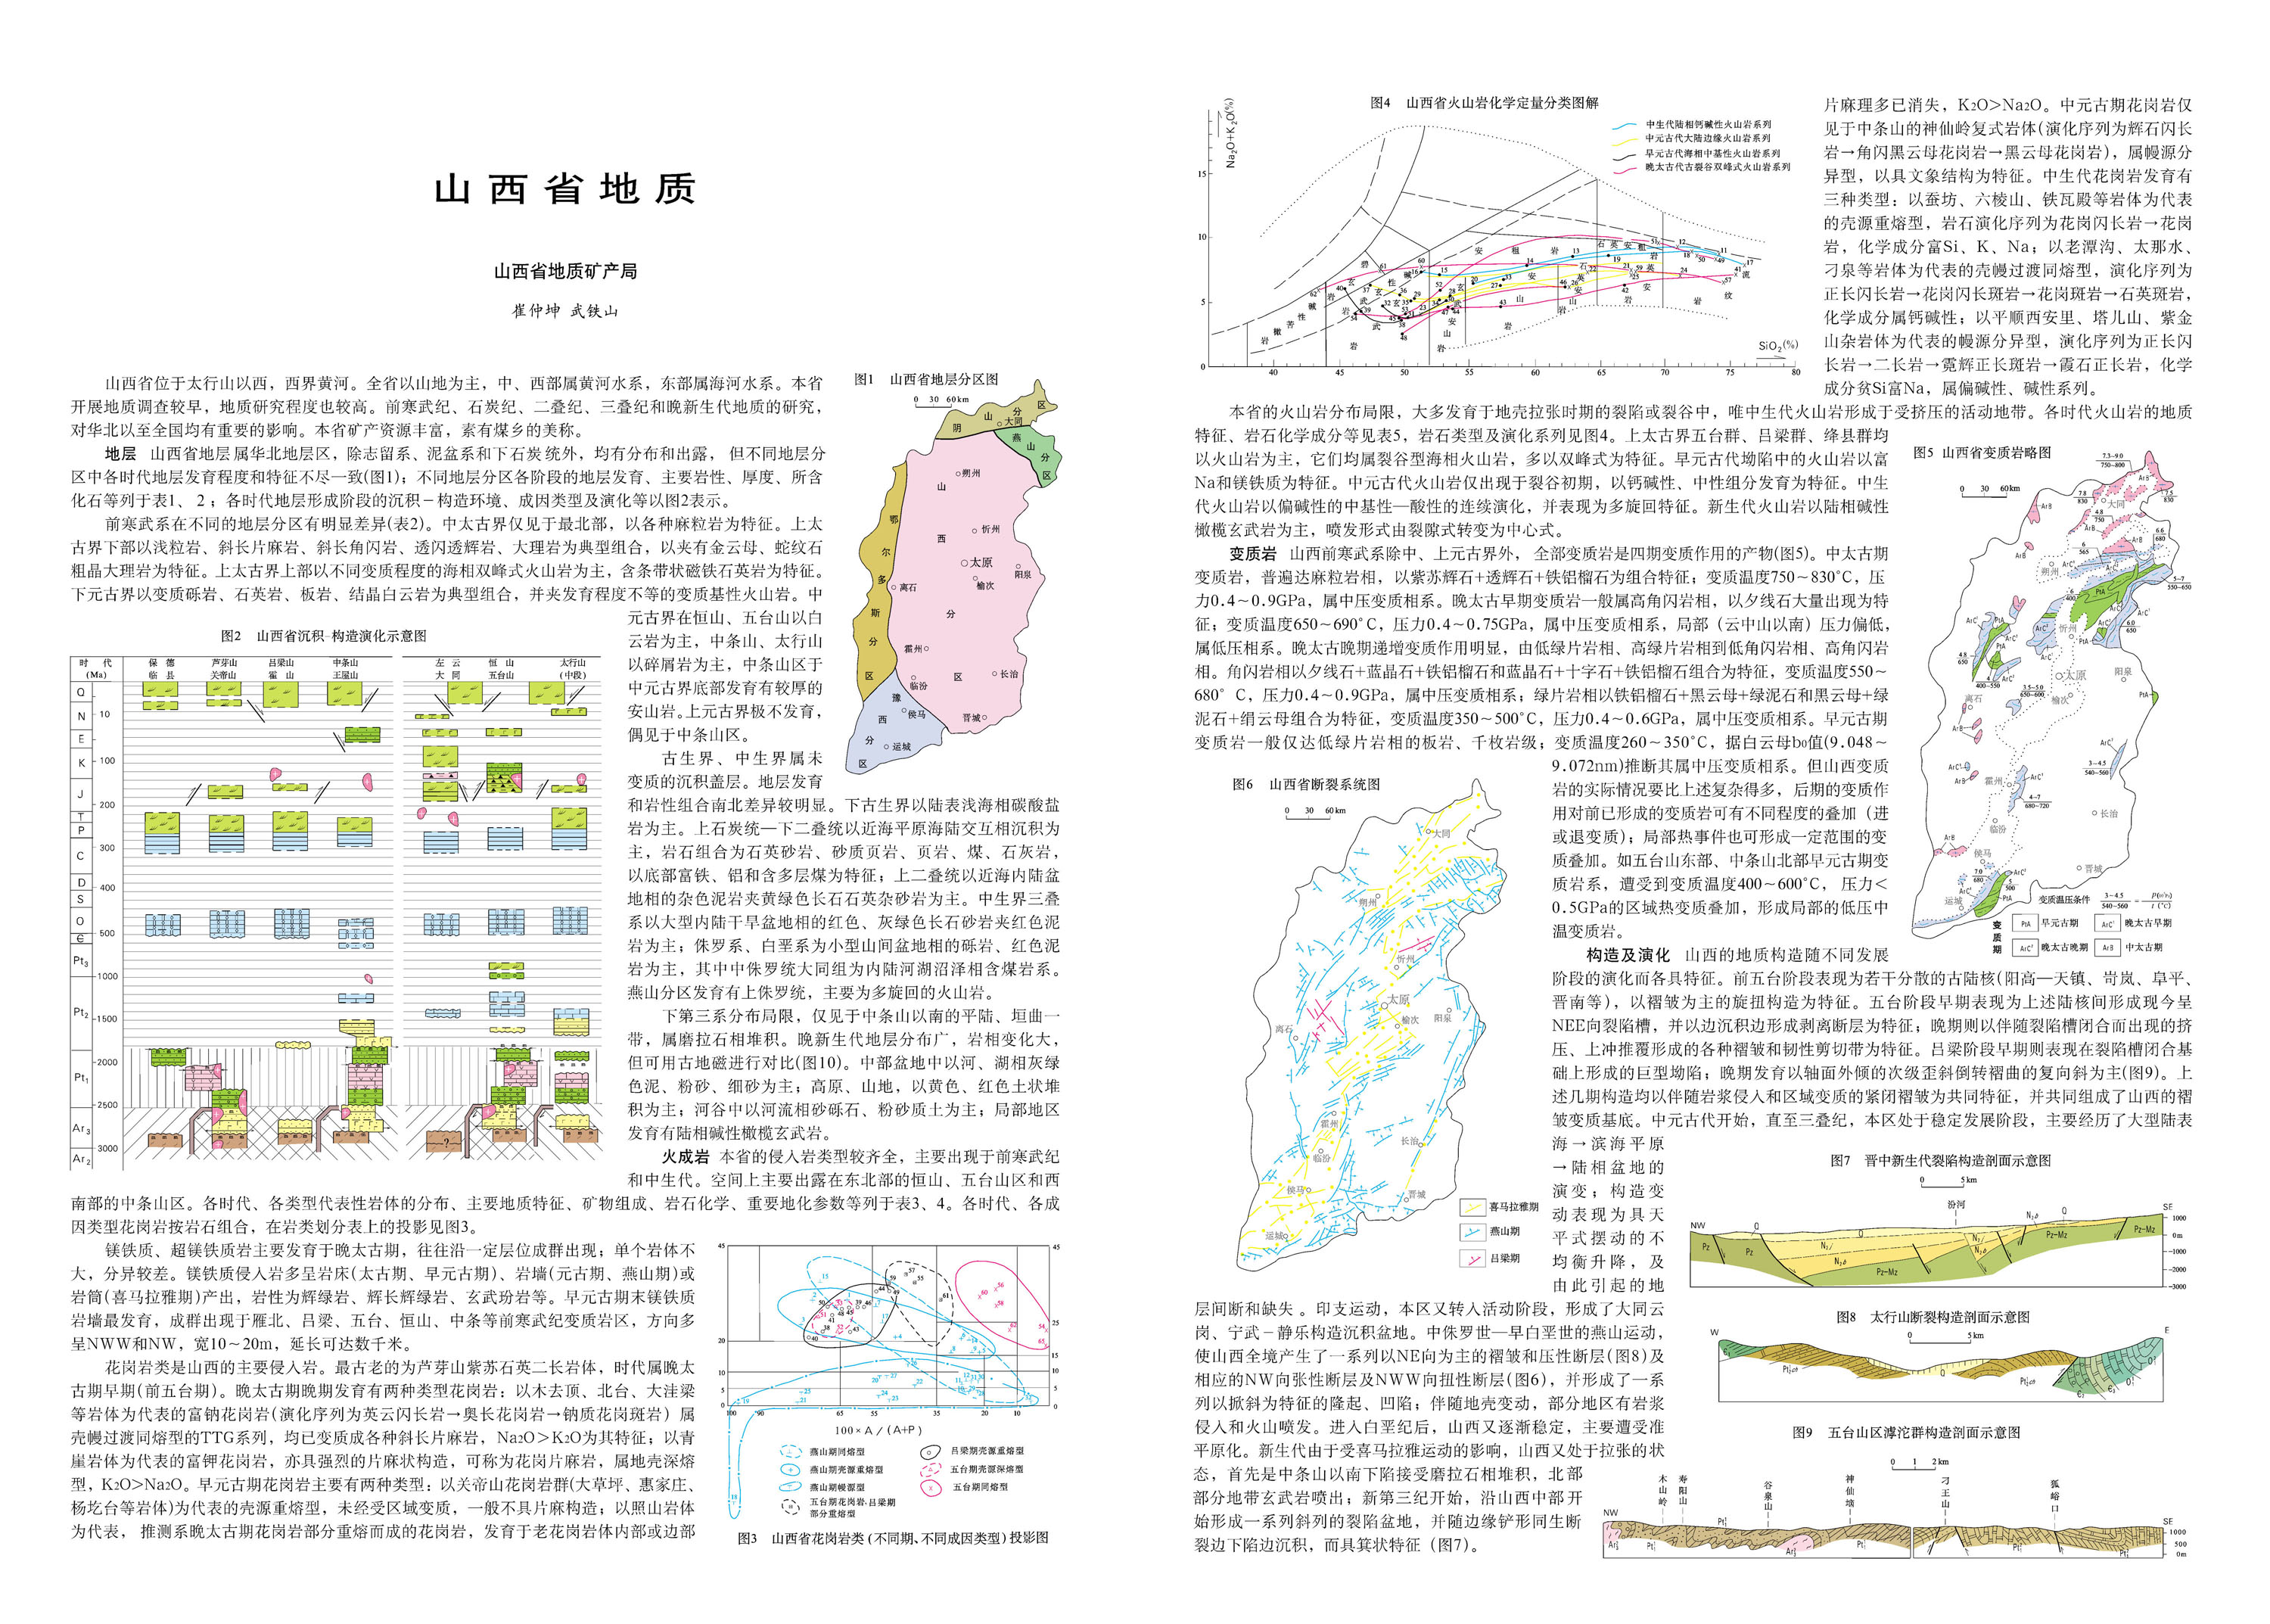 山西省地质
山西省地质矿产局
崔仲坤 武铁山
山西省位于太行山以西，西界黄河。全省以山地为主，中、西部属黄河水系，东部属海河水系。本省
开展地质调查较早，地质研究程度也较高。前寒武纪、石炭纪、二叠纪、三叠纪和晚新生代地质的研究，
对华北以至全国均有重要的影响。本省矿产资源丰富，素有煤乡的美称。
地层 山西省地层属华北地层区，除志留系、泥盆系和下石炭统外，均有分布和出露， 但不同地层分
区中各时代地层发育程度和特征不尽一致(图1)；不同地层分区各阶段的地层发育、主要岩性、厚度、所含
化石等列于表1、2；各时代地层形成阶段的沉积－构造环境、成因类型及演化等以图2表示。
前寒武系在不同的地层分区有明显差异(表2)。中太古界仅见于最北部，以各种麻粒岩为特征。上太
古界下部以浅粒岩、斜长片麻岩、斜长角闪岩、透闪透辉岩、大理岩为典型组合，以夹有金云母、蛇纹石
粗晶大理岩为特征。上太古界上部以不同变质程度的海相双峰式火山岩为主，含条带状磁铁石英岩为特征。
下元古界以变质砾岩、石英岩、板岩、结晶白云岩为典型组合，并夹发育程度不等的变质基性火山岩。中
元古界在恒山、五台山以白
云岩为主，中条山、太行山
以碎屑岩为主，中条山区于
中元古界底部发育有较厚的
安山岩。上元古界极不发育，
偶见于中条山区。
古生界、中生界属未
变质的沉积盖层。地层发育
和岩性组合南北差异较明显。下古生界以陆表浅海相碳酸盐
岩为主。上石炭统—下二叠统以近海平原海陆交互相沉积为
主，岩石组合为石英砂岩、砂质页岩、页岩、煤、石灰岩，
以底部富铁、铝和含多层煤为特征；上二叠统以近海内陆盆
地相的杂色泥岩夹黄绿色长石石英杂砂岩为主。中生界三叠
系以大型内陆干旱盆地相的红色、灰绿色长石砂岩夹红色泥
岩为主；侏罗系、白垩系为小型山间盆地相的砾岩、红色泥
岩为主，其中中侏罗统大同组为内陆河湖沼泽相含煤岩系。
燕山分区发育有上侏罗统，主要为多旋回的火山岩。
下第三系分布局限，仅见于中条山以南的平陆、垣曲一
带，属磨拉石相堆积。晚新生代地层分布广，岩相变化大，
但可用古地磁进行对比(图10)。中部盆地中以河、湖相灰绿
色泥、粉砂、细砂为主；高原、山地，以黄色、红色土状堆
积为主；河谷中以河流相砂砾石、粉砂质土为主；局部地区
发育有陆相碱性橄榄玄武岩。
火成岩 本省的侵入岩类型较齐全，主要出现于前寒武纪
和中生代。空间上主要出露在东北部的恒山、五台山区和西
南部的中条山区。各时代、各类型代表性岩体的分布、主要地质特征、矿物组成、岩石化学、重要地化参数等列于表3、4。各时代、各成
因类型花岗岩按岩石组合，在岩类划分表上的投影见图3。
镁铁质、超镁铁质岩主要发育于晚太古期，往往沿一定层位成群出现；单个岩体不
大，分异较差。镁铁质侵入岩多呈岩床(太古期、早元古期)、岩墙(元古期、燕山期)或
岩筒(喜马拉雅期)产出，岩性为辉绿岩、辉长辉绿岩、玄武玢岩等。早元古期末镁铁质
岩墙最发育，成群出现于雁北、吕梁、五台、恒山、中条等前寒武纪变质岩区，方向多
呈NWW和NW，宽10～20m，延长可达数千米。
花岗岩类是山西的主要侵入岩。最古老的为芦芽山紫苏石英二长岩体，时代属晚太
古期早期(前五台期)。晚太古期晚期发育有两种类型花岗岩：以木去顶、北台、大洼梁
等岩体为代表的富钠花岗岩(演化序列为英云闪长岩→奥长花岗岩→钠质花岗斑岩) 属
壳幔过渡同熔型的TTG系列，均已变质成各种斜长片麻岩，Na2O＞K2O为其特征；以青
崖岩体为代表的富钾花岗岩，亦具强烈的片麻状构造，可称为花岗片麻岩，属地壳深熔
型，K2O＞Na2O。早元古期花岗岩主要有两种类型：以关帝山花岗岩群(大草坪、惠家庄、
杨圪台等岩体)为代表的壳源重熔型，未经受区域变质，一般不具片麻构造；以照山岩体
为代表， 推测系晚太古期花岗岩部分重熔而成的花岗岩，发育于老花岗岩体内部或边部
图1 山西省地层分区图
0 30 60km
阴山分区
大同
燕山分区
朔州
山西分区
忻州
太原
榆次
阳泉
鄂尔多斯分区
离石
霍州
临汾
长治
豫西分区
侯马
晋城
运城
图2 山西省沉积-构造演化示意图
时 代
(Ma)
保 德
临 县
芦芽山
关帝山
吕梁山
霍 山
中条山
王屋山
左 云
大 同
恒 山
五台山
太行山
(中段)
Q
N
10
E
K
100
J
200
T
P
300
C
D
400
S
O
500
Є
Pt3
1000
Pt2
1500
2000
Pt1
2500
Ar3
3000
Ar2
?
45
20
10
5
0
45
25
15
10
5
0
100 90 65 55 35 20 10
100×A/(A+P)
燕山期同熔型
燕山期壳源重熔型
燕山期幔源型
五台期花岗岩-吕梁期
部分重熔型
吕梁期壳源重熔型
五台期壳源深熔型
五台期同熔型
图3 山西省花岗岩类(不同期、不同成因类型)投影图
图4 山西省火山岩化学定量分类图解
Na2O+K2O(%)
中生代陆相钙碱性火山岩系列
中元古代大陆边缘火山岩系列
早元古代海相中基性火山岩系列
晚太古代古裂谷双峰式火山岩系列
15
10
5
0
SiO2(%)
40 45 50 55 60 65 70 75 80
片麻理多已消失，K2O＞Na2O。中元古期花岗岩仅
见于中条山的神仙岭复式岩体(演化序列为辉石闪长
岩→角闪黑云母花岗岩→黑云母花岗岩)，属幔源分
异型，以具文象结构为特征。中生代花岗岩发育有
三种类型：以蚕坊、六棱山、铁瓦殿等岩体为代表
的壳源重熔型，岩石演化序列为花岗闪长岩→花岗
岩，化学成分富Si、K、Na；以老潭沟、太那水、
刁泉等岩体为代表的壳幔过渡同熔型，演化序列为
正长闪长岩→花岗闪长斑岩→花岗斑岩→石英斑岩，
化学成分属钙碱性；以平顺西安里、塔儿山、紫金
山杂岩体为代表的幔源分异型，演化序列为正长闪
长岩→二长岩→霓辉正长斑岩→霞石正长岩，化学
成分贫Si富Na，属偏碱性、碱性系列。
本省的火山岩分布局限，大多发育于地壳拉张时期的裂陷或裂谷中，唯中生代火山岩形成于受挤压的活动地带。各时代火山岩的地质
特征、岩石化学成分等见表5，岩石类型及演化系列见图4。上太古界五台群、吕梁群、绛县群均
以火山岩为主，它们均属裂谷型海相火山岩，多以双峰式为特征。早元古代坳陷中的火山岩以富
Na和镁铁质为特征。中元古代火山岩仅出现于裂谷初期，以钙碱性、中性组分发育为特征。中生
代火山岩以偏碱性的中基性—酸性的连续演化，并表现为多旋回特征。新生代火山岩以陆相碱性
橄榄玄武岩为主，喷发形式由裂隙式转变为中心式。
变质岩 山西前寒武系除中、上元古界外， 全部变质岩是四期变质作用的产物(图5)。中太古期
变质岩，普遍达麻粒岩相，以紫苏辉石+透辉石+铁铝榴石为组合特征；变质温度750～830°C，压
力0.4～0.9GPa，属中压变质相系。晚太古早期变质岩一般属高角闪岩相，以夕线石大量出现为特
征；变质温度650～690°C，压力0.4～0.75GPa，属中压变质相系，局部（云中山以南）压力偏低，
属低压相系。晚太古晚期递增变质作用明显，由低绿片岩相、高绿片岩相到低角闪岩相、高角闪岩
相。角闪岩相以夕线石+蓝晶石+铁铝榴石和蓝晶石+十字石+铁铝榴石组合为特征，变质温度550～
680° C，压力0.4～0.9GPa，属中压变质相系；绿片岩相以铁铝榴石+黑云母+绿泥石和黑云母+绿
泥石+绢云母组合为特征，变质温度350～500°C，压力0.4～0.6GPa，属中压变质相系。早元古期
变质岩一般仅达低绿片岩相的板岩、千枚岩级；变质温度260～350°C，据白云母b0值(9.048～
9.072nm)推断其属中压变质相系。但山西变质
岩的实际情况要比上述复杂得多，后期的变质作
用对前已形成的变质岩可有不同程度的叠加（进
或退变质)；局部热事件也可形成一定范围的变
质叠加。如五台山东部、中条山北部早元古期变
质岩系，遭受到变质温度400～600°C， 压力＜
0.5GPa的区域热变质叠加，形成局部的低压中
温变质岩。
构造及演化 山西的地质构造随不同发展
阶段的演化而各具特征。前五台阶段表现为若干分散的古陆核(阳高—天镇、岢岚、阜平、
晋南等)，以褶皱为主的旋扭构造为特征。五台阶段早期表现为上述陆核间形成现今呈
NEE向裂陷槽，并以边沉积边形成剥离断层为特征；晚期则以伴随裂陷槽闭合而出现的挤
压、上冲推覆形成的各种褶皱和韧性剪切带为特征。吕梁阶段早期则表现在裂陷槽闭合基
础上形成的巨型坳陷；晚期发育以轴面外倾的次级歪斜倒转褶曲的复向斜为主(图9)。上
述几期构造均以伴随岩浆侵入和区域变质的紧闭褶皱为共同特征，并共同组成了山西的褶
皱变质基底。中元古代开始，直至三叠纪，本区处于稳定发展阶段，主要经历了大型陆表
海→滨海平原
→陆相盆地的
演变；构造变
动表现为具天
平式摆动的不
均衡升降，及
由此引起的地
层间断和缺失。印支运动，本区又转入活动阶段，形成了大同云
岗、宁武－静乐构造沉积盆地。中侏罗世—早白垩世的燕山运动，
使山西全境产生了一系列以NE向为主的褶皱和压性断层(图8)及
相应的NW向张性断层及NWW向扭性断层(图6)，并形成了一系
列以掀斜为特征的隆起、凹陷；伴随地壳变动，部分地区有岩浆
侵入和火山喷发。进入白垩纪后，山西又逐渐稳定，主要遭受准
平原化。新生代由于受喜马拉雅运动的影响，山西又处于拉张的状
态，首先是中条山以南下陷接受磨拉石相堆积，北部
部分地带玄武岩喷出；新第三纪开始，沿山西中部开
始形成一系列斜列的裂陷盆地，并随边缘铲形同生断
裂边下陷边沉积，而具箕状特征（图7)。
图5 山西省变质岩略图
0 30 60km
大同
朔州
忻州
太原
阳泉
离石
榆次
霍州
临汾
长治
侯马
晋城
运城
变质温压条件
变质期
PtA 早元古期
晚太古早期
晚太古晚期
ArB 中太古期
图6 山西省断裂系统图
0 30 60km
大同
朔州
忻州
太原
榆次
阳泉
离石
霍州
临汾
长治
侯马
晋城
运城
喜马拉雅期
燕山期
吕梁期
图7 晋中新生代裂陷构造剖面示意图
0 5km
汾河
NW
SE
Pz
Pz
Q
Q
Pz-Mz
Pz-Mz
Pz-Mz
1000
0m
-1000
-2000
-3000
图8 太行山断裂构造剖面示意图
0 5km
W
E
Q
图9 五台山区滹沱群构造剖面示意图
0 1 2km
木山岭
寿阳山
谷泉山
神仙垴
刁王山
狐峪口
NW
SE
1000
500
0m